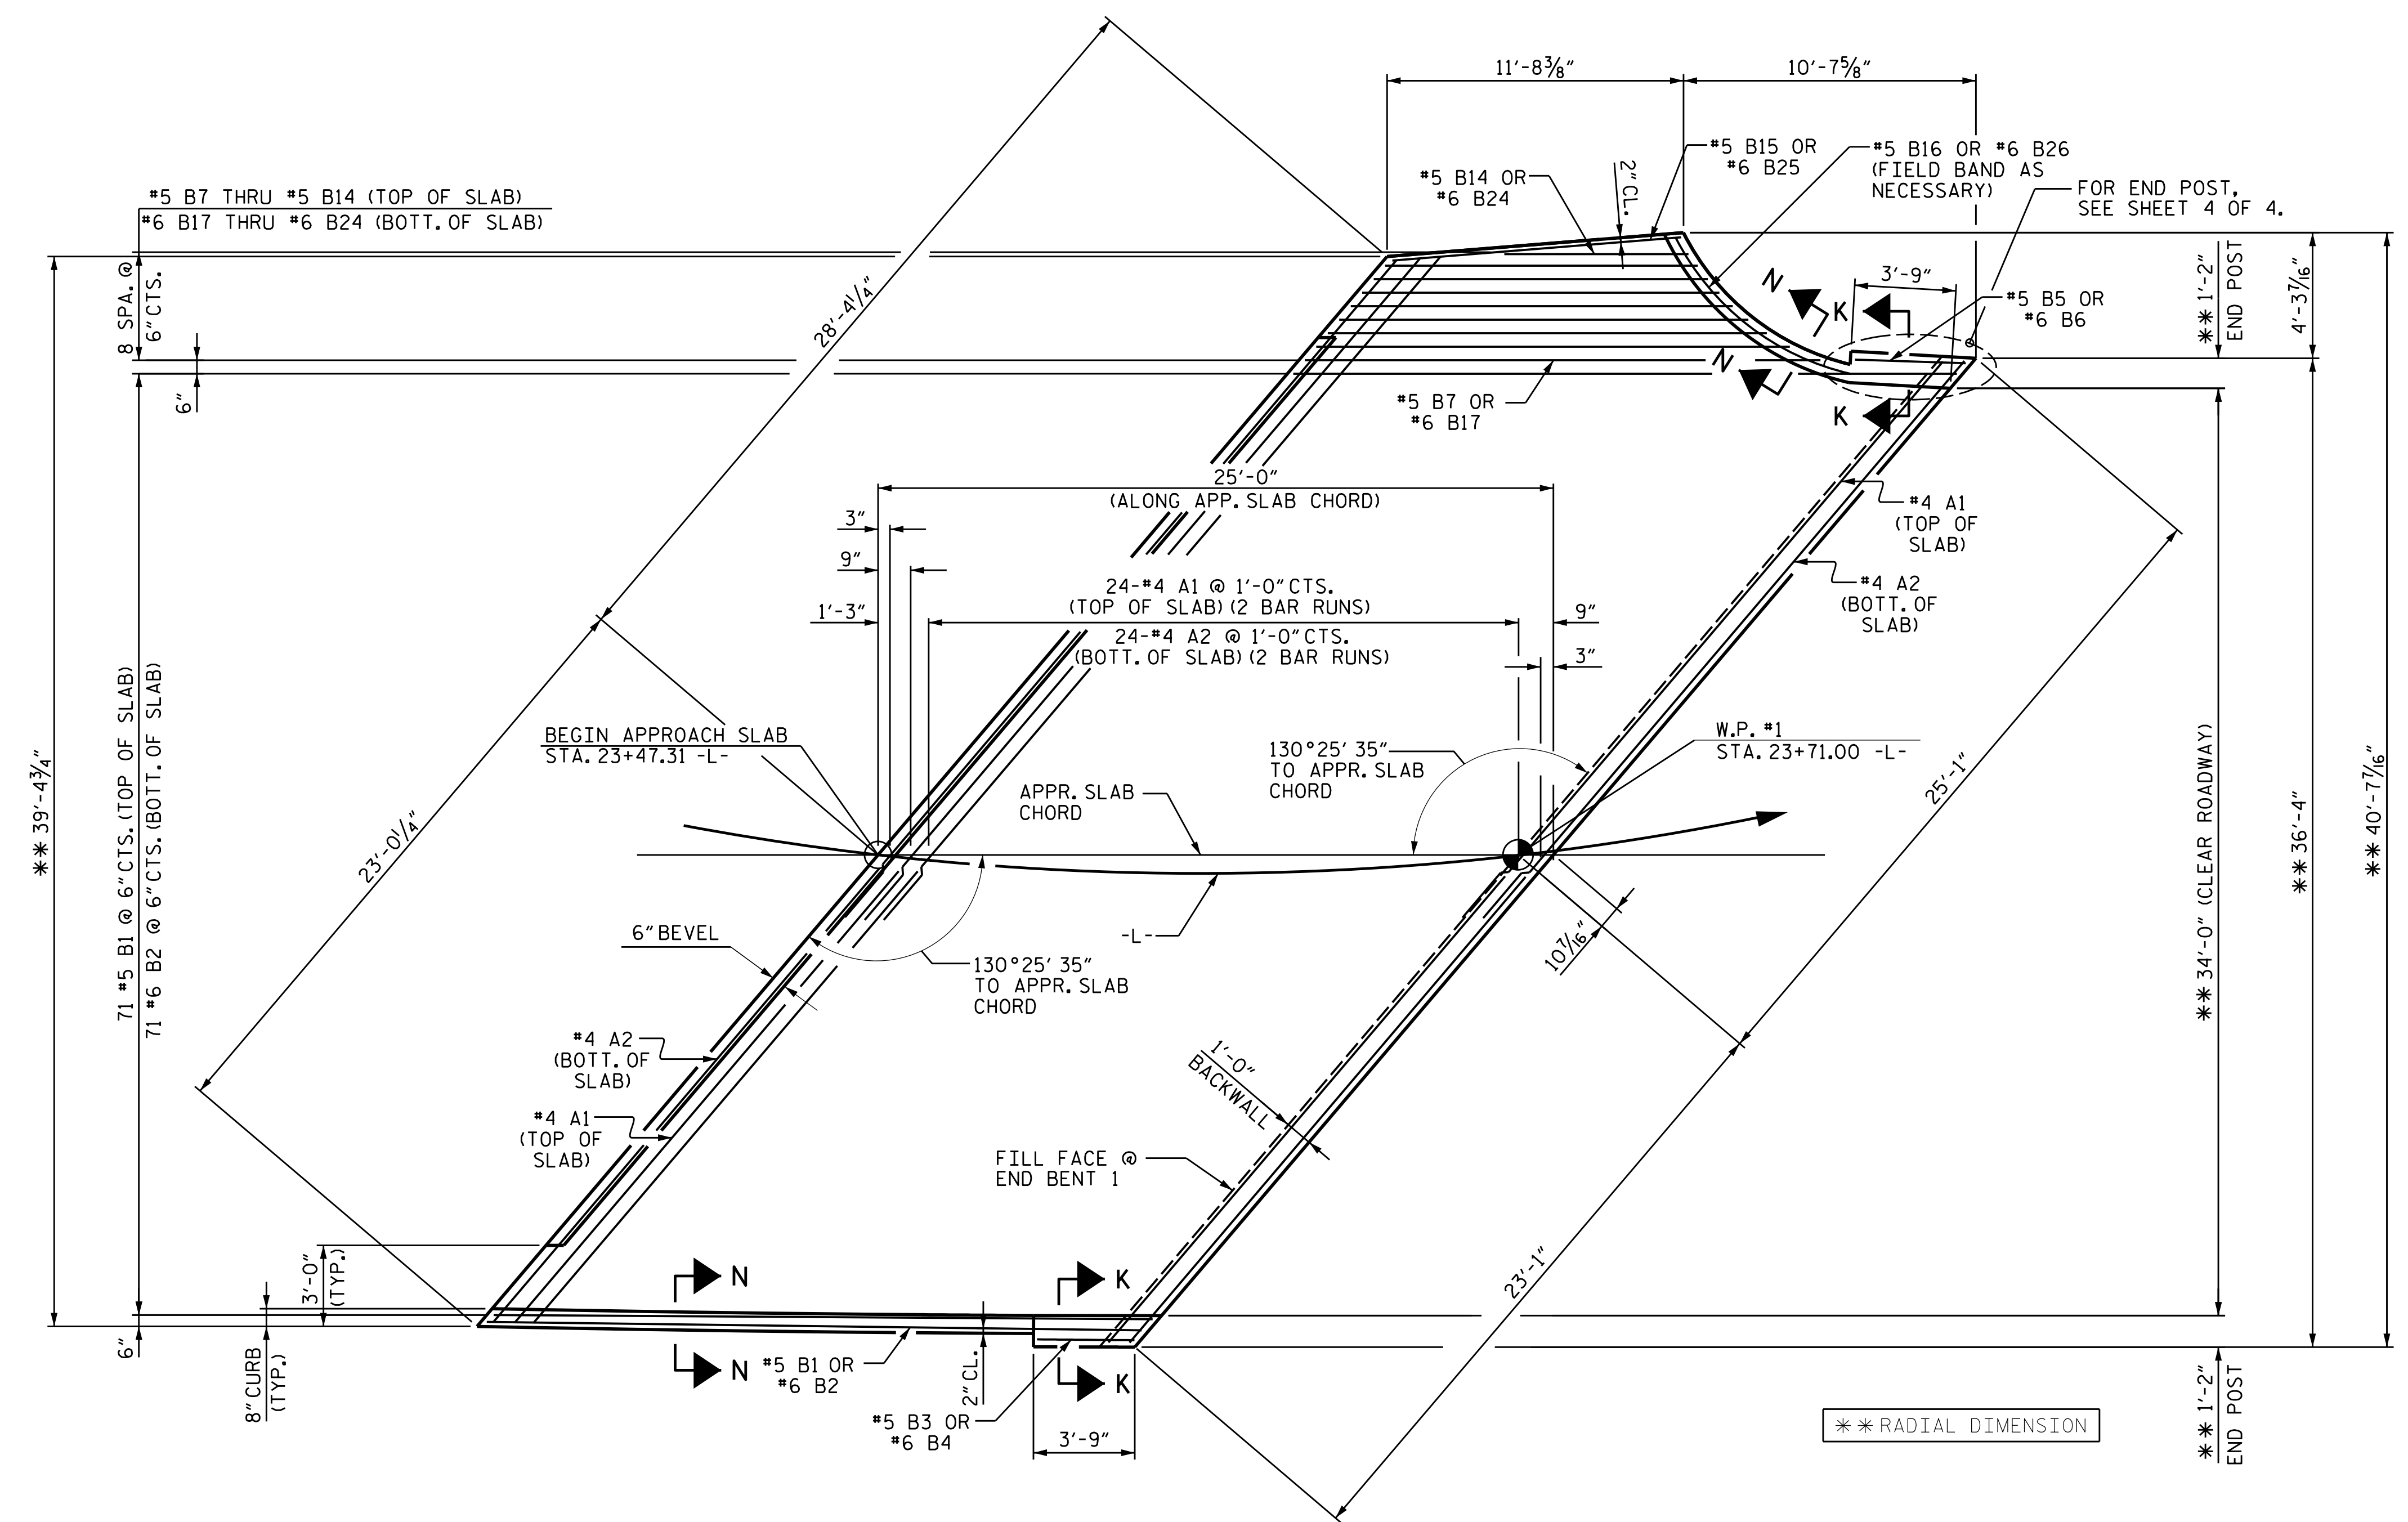 11'-8⅜"
10'-7⅝"
#5 B15 OR
#6 B25
#5 B16 OR #6 B26
(FIELD BAND AS
NECESSARY)
#5 B14 OR
#6 B24
2" CL.
FOR END POST,
SEE SHEET 4 OF 4.
#5 B7 THRU #5 B14 (TOP OF SLAB)
#6 B17 THRU #6 B24 (BOTT. OF SLAB)
8 SPA. @
6" CTS.
6"
28'-4¼"
N
N
K
K
3'-9"
#5 B5 OR
#6 B6
** 1'-2"
END POST
4'-3⁷⁄₁₆"
#5 B7 OR
#6 B17
25'-0"
(ALONG APP. SLAB CHORD)
3"
9"
1'-3"
24-#4 A1 @ 1'-0" CTS.
(TOP OF SLAB) (2 BAR RUNS)
24-#4 A2 @ 1'-0" CTS.
(BOTT. OF SLAB) (2 BAR RUNS)
9"
3"
#4 A1
(TOP OF
SLAB)
#4 A2
(BOTT. OF
SLAB)
BEGIN APPROACH SLAB
STA. 23+47.31 -L-
130°25'35"
TO APPR. SLAB
CHORD
W.P. #1
STA. 23+71.00 -L-
APPR. SLAB
CHORD
** 39'-4¾"
71 #5 B1 @ 6" CTS. (TOP OF SLAB)
71 #6 B2 @ 6" CTS. (BOTT. OF SLAB)
23'-0¼"
25'-1"
** 34'-0" (CLEAR ROADWAY)
** 36'-4"
** 40'-7⁷⁄₁₆"
6" BEVEL
-L-
10⁷⁄₁₆"
130°25'35"
TO APPR. SLAB
CHORD
#4 A2
(BOTT. OF
SLAB)
#4 A1
(TOP OF
SLAB)
1'-0"
BACKWALL
FILL FACE @
END BENT 1
23'-1"
3'-0"
(TYP.)
N
K
6"
8" CURB
(TYP.)
N
K
#5 B1 OR
#6 B2
2" CL.
#5 B3 OR
#6 B4
3'-9"
** 1'-2"
END POST
** RADIAL DIMENSION